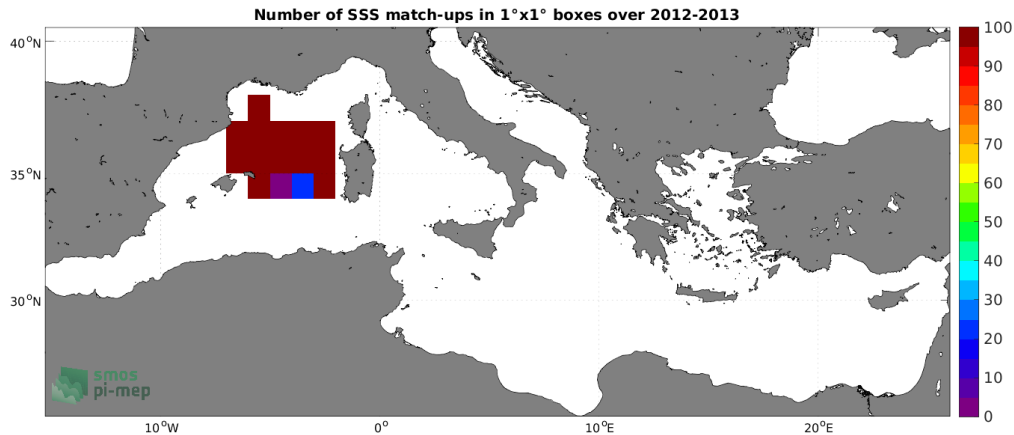 Number of SSS match-ups in 1°x1° boxes over 2012-2013
40°N
35°N
30°N
10°W
0°
10°E
20°E
100
90
80
70
60
50
40
30
20
10
0
smos
pi-mep